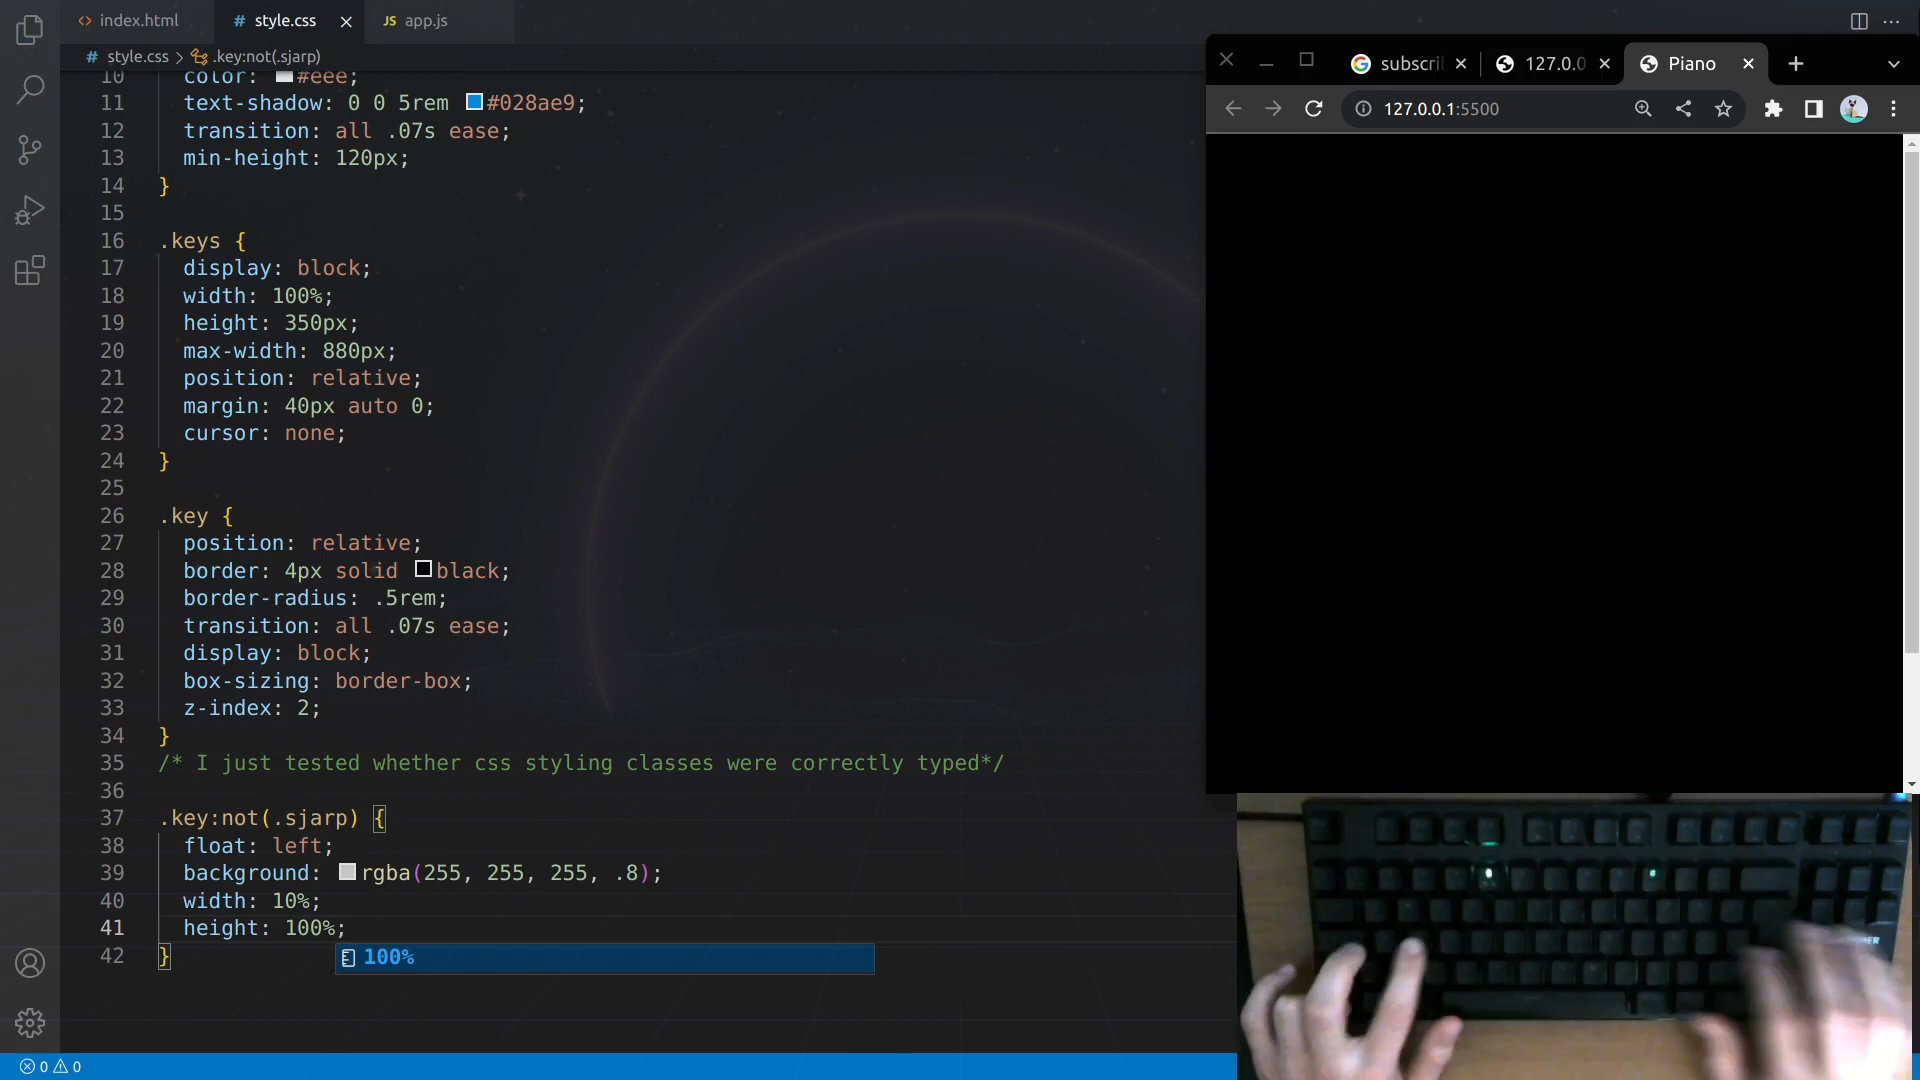 index.html
# style.css
JS app.js
# style.css > .key:not(.sjarp)
10 color: #eee;
11 text-shadow: 0 0 5rem #028ae9;
12 transition: all .07s ease;
13 min-height: 120px;
14 }
15
16 .keys {
17 display: block;
18 width: 100%;
19 height: 350px;
20 max-width: 880px;
21 position: relative;
22 margin: 40px auto 0;
23 cursor: none;
24 }
25
26 .key {
27 position: relative;
28 border: 4px solid black;
29 border-radius: .5rem;
30 transition: all .07s ease;
31 display: block;
32 box-sizing: border-box;
33 z-index: 2;
34 }
35 /* I just tested whether css styling classes were correctly typed*/
36
37 .key:not(.sjarp) {
38 float: left;
39 background: rgba(255, 255, 255, .8);
40 width: 10%;
41 height: 100%;
42 }
100%
0 0
subscri
127.0.0
Piano
127.0.0.1:5500